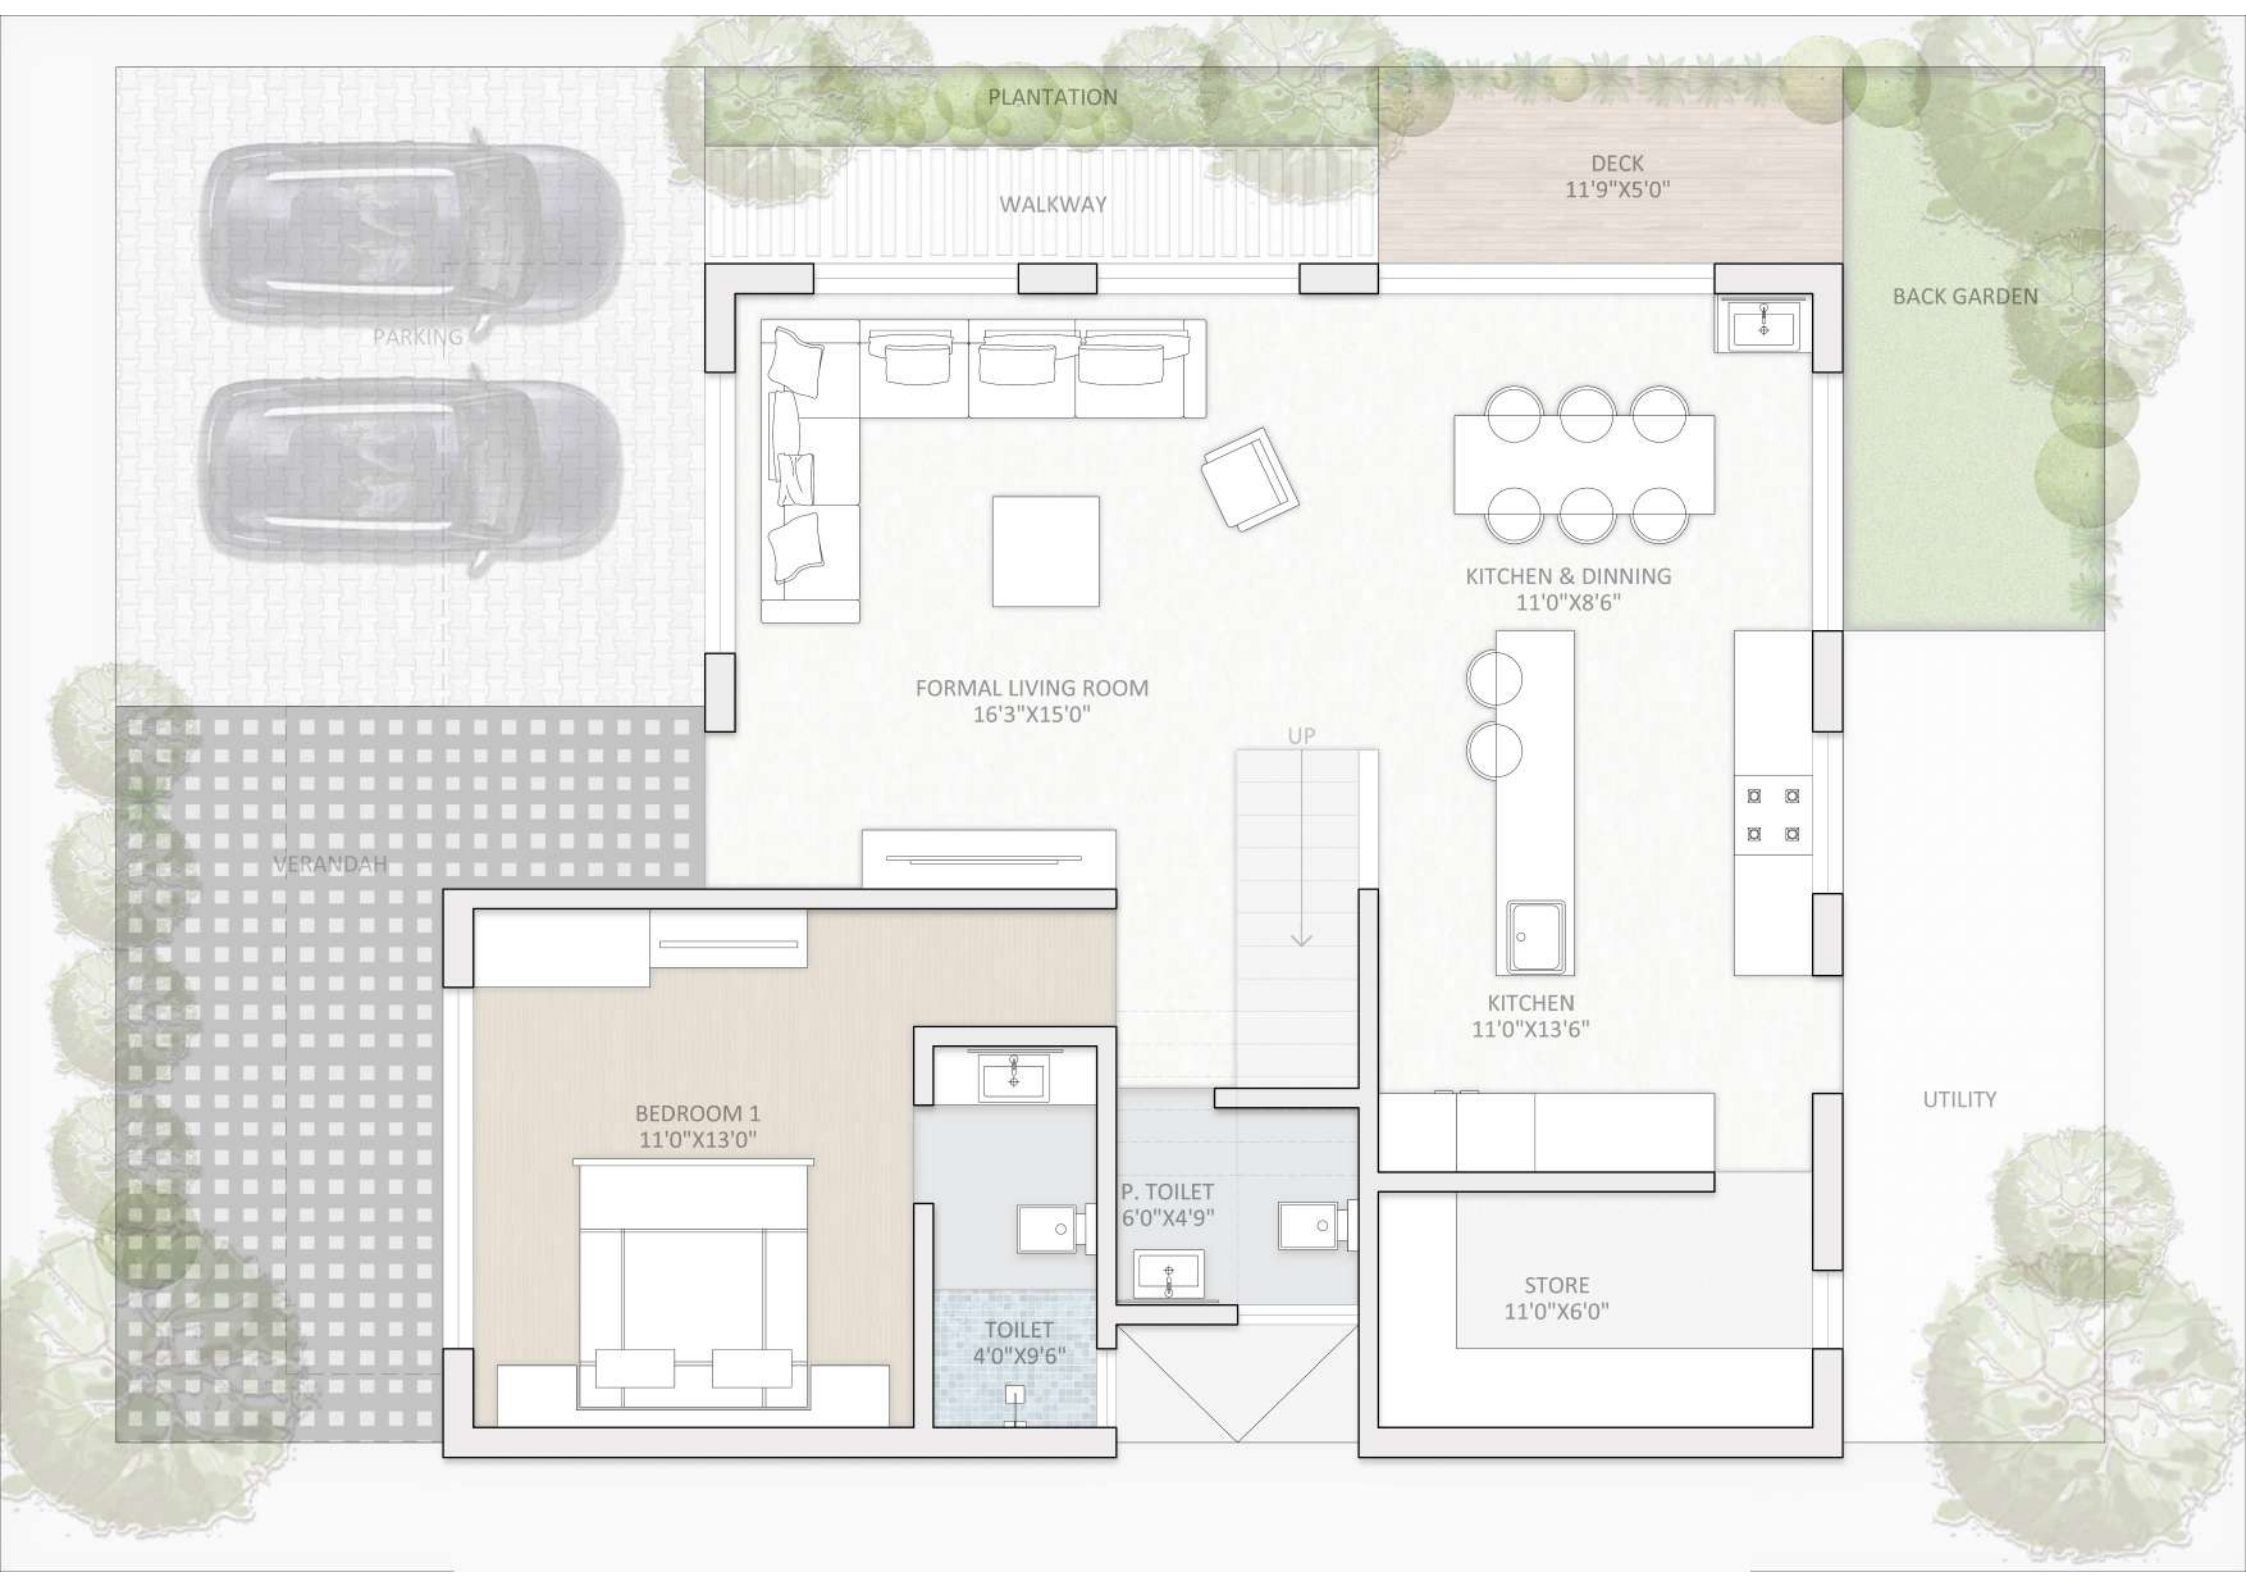 PLANTATION
DECK
11'9"X5'0"
WALKWAY
BACK GARDEN
PARKING
KITCHEN & DINNING
11'0"X8'6"
FORMAL LIVING ROOM
16'3"X15'0"
UP
VERANDAH
KITCHEN
11'0"X13'6"
UTILITY
BEDROOM 1
11'0"X13'0"
P. TOILET
6'0"X4'9"
STORE
11'0"X6'0"
TOILET
4'0"X9'6"